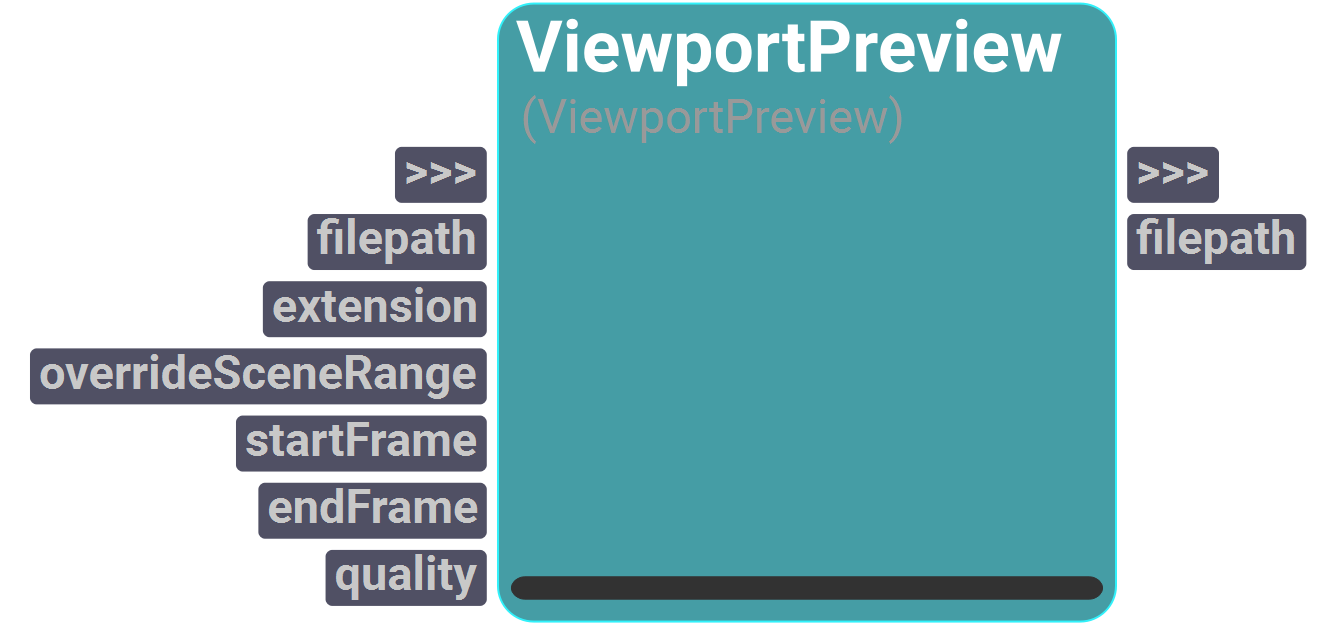 ViewportPreview
(ViewportPreview)
>>> >>>
filepath filepath
extension
overrideSceneRange
startFrame
endFrame
quality